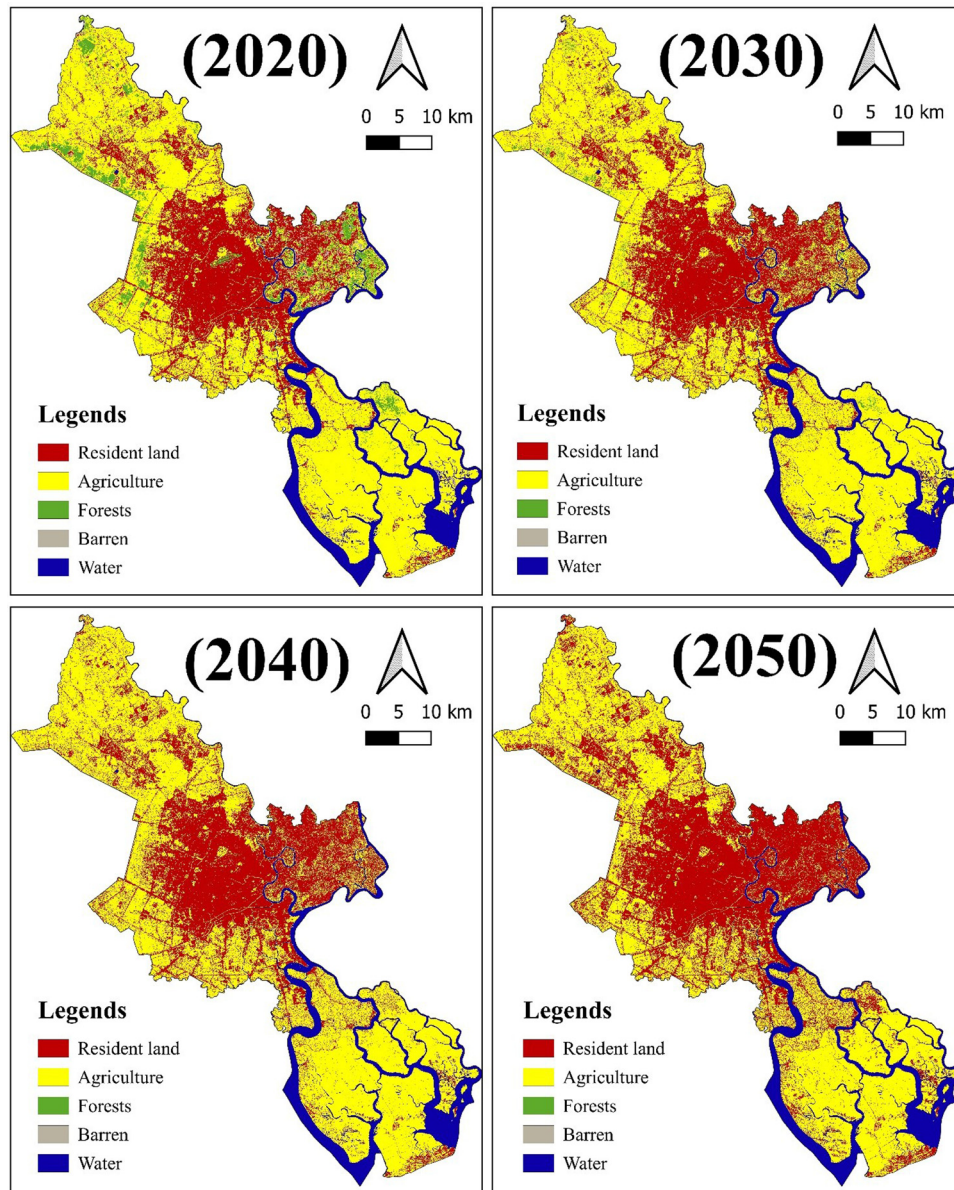 (2020)
0 5 10 km
Legends
Resident land
Agriculture
Forests
Barren
Water
(2030)
0 5 10 km
Legends
Resident land
Agriculture
Forests
Barren
Water
(2040)
0 5 10 km
Legends
Resident land
Agriculture
Forests
Barren
Water
(2050)
0 5 10 km
Legends
Resident land
Agriculture
Forests
Barren
Water